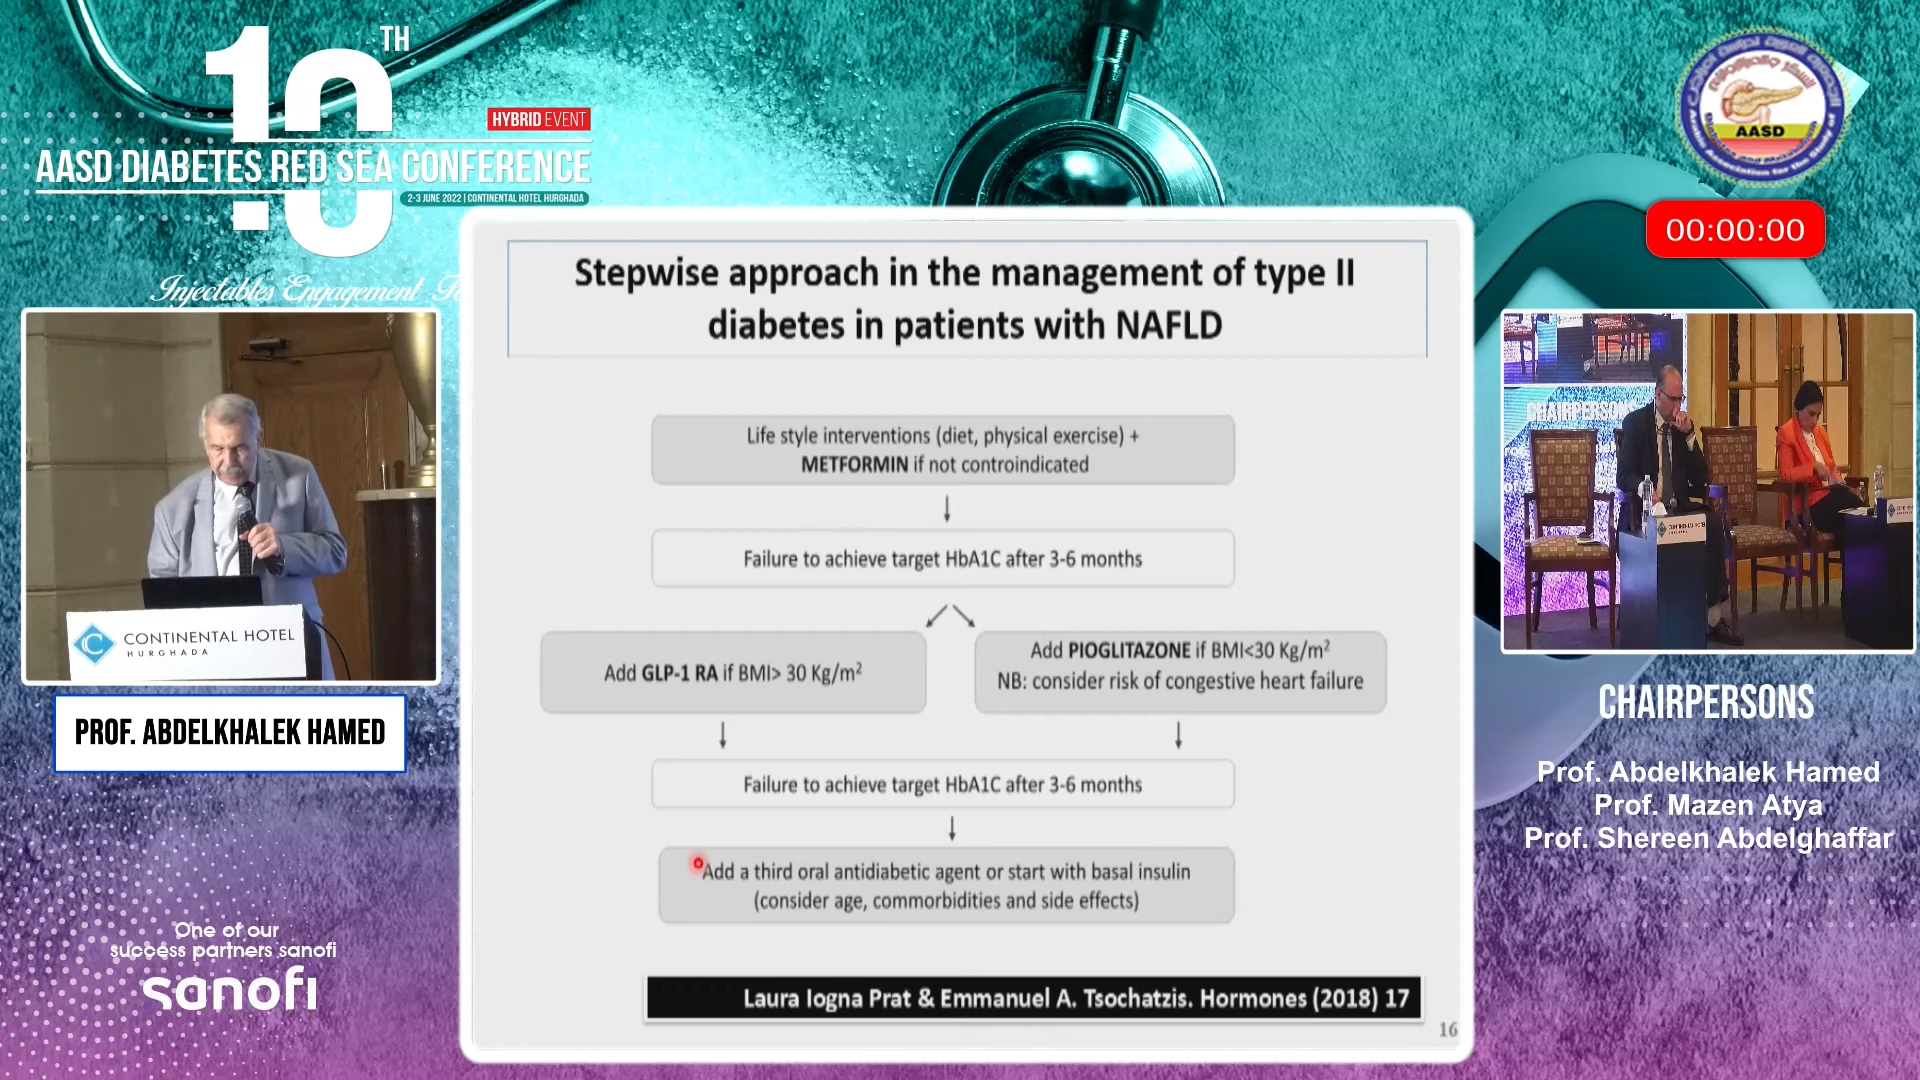 10TH
HYBRID EVENT
AASD DIABETES RED SEA CONFERENCE
2-3 JUNE 2022 | CONTINENTAL HOTEL HURGHADA
Injectables Engagement
AASD
00:00:00
Stepwise approach in the management of type II
diabetes in patients with NAFLD
Life style interventions (diet, physical exercise) +
METFORMIN if not controindicated
Failure to achieve target HbA1C after 3-6 months
Add GLP-1 RA if BMI> 30 Kg/m²
Add PIOGLITAZONE if BMI<30 Kg/m²
NB: consider risk of congestive heart failure
Failure to achieve target HbA1C after 3-6 months
Add a third oral antidiabetic agent or start with basal insulin
(consider age, commorbidities and side effects)
Laura Iogna Prat & Emmanuel A. Tsochatzis. Hormones (2018) 17
16
CONTINENTAL HOTEL
HURGHADA
PROF. ABDELKHALEK HAMED
One of our
success partners sanofi
sanofi
CHAIRPERSONS
CHAIRPERSONS
Prof. Abdelkhalek Hamed
Prof. Mazen Atya
Prof. Shereen Abdelghaffar